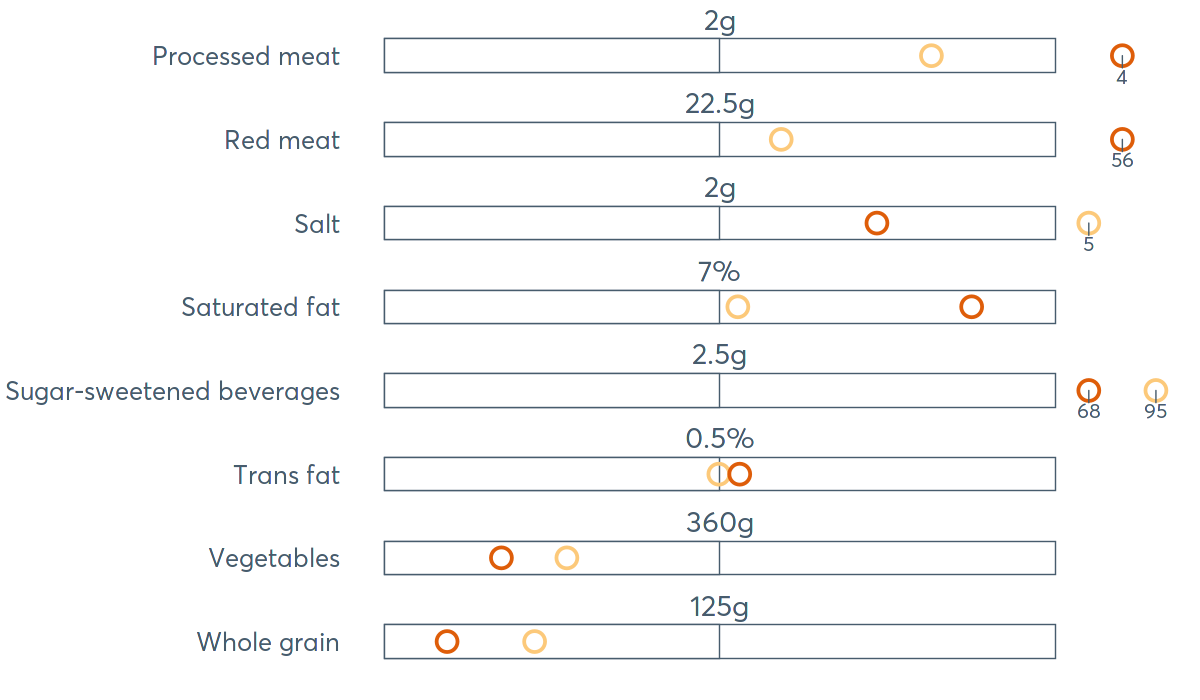 2g
Processed meat
4
22.5g
Red meat
56
2g
Salt
5
7%
Saturated fat
2.5g
Sugar-sweetened beverages
68 95
0.5%
Trans fat
360g
Vegetables
125g
Whole grain